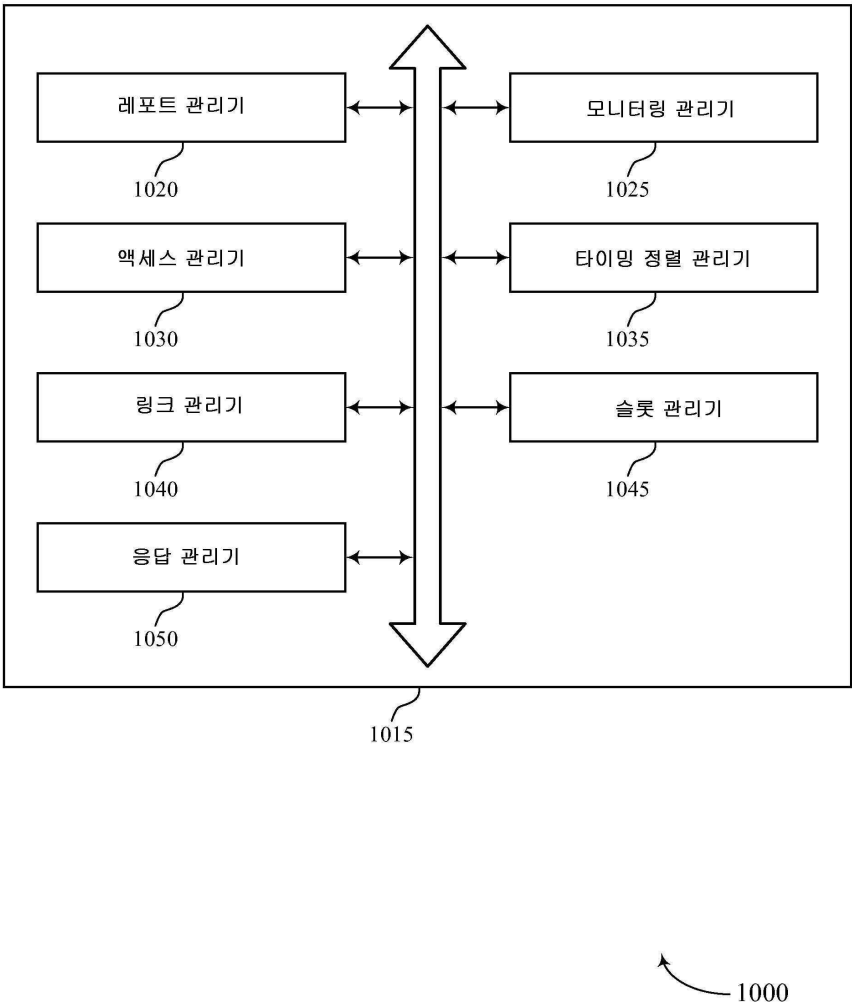 레포트 관리기
모니터링 관리기
1020
1025
액세스 관리기
타이밍 정렬 관리기
1030
1035
링크 관리기
슬롯 관리기
1040
1045
응답 관리기
1050
1015
1000